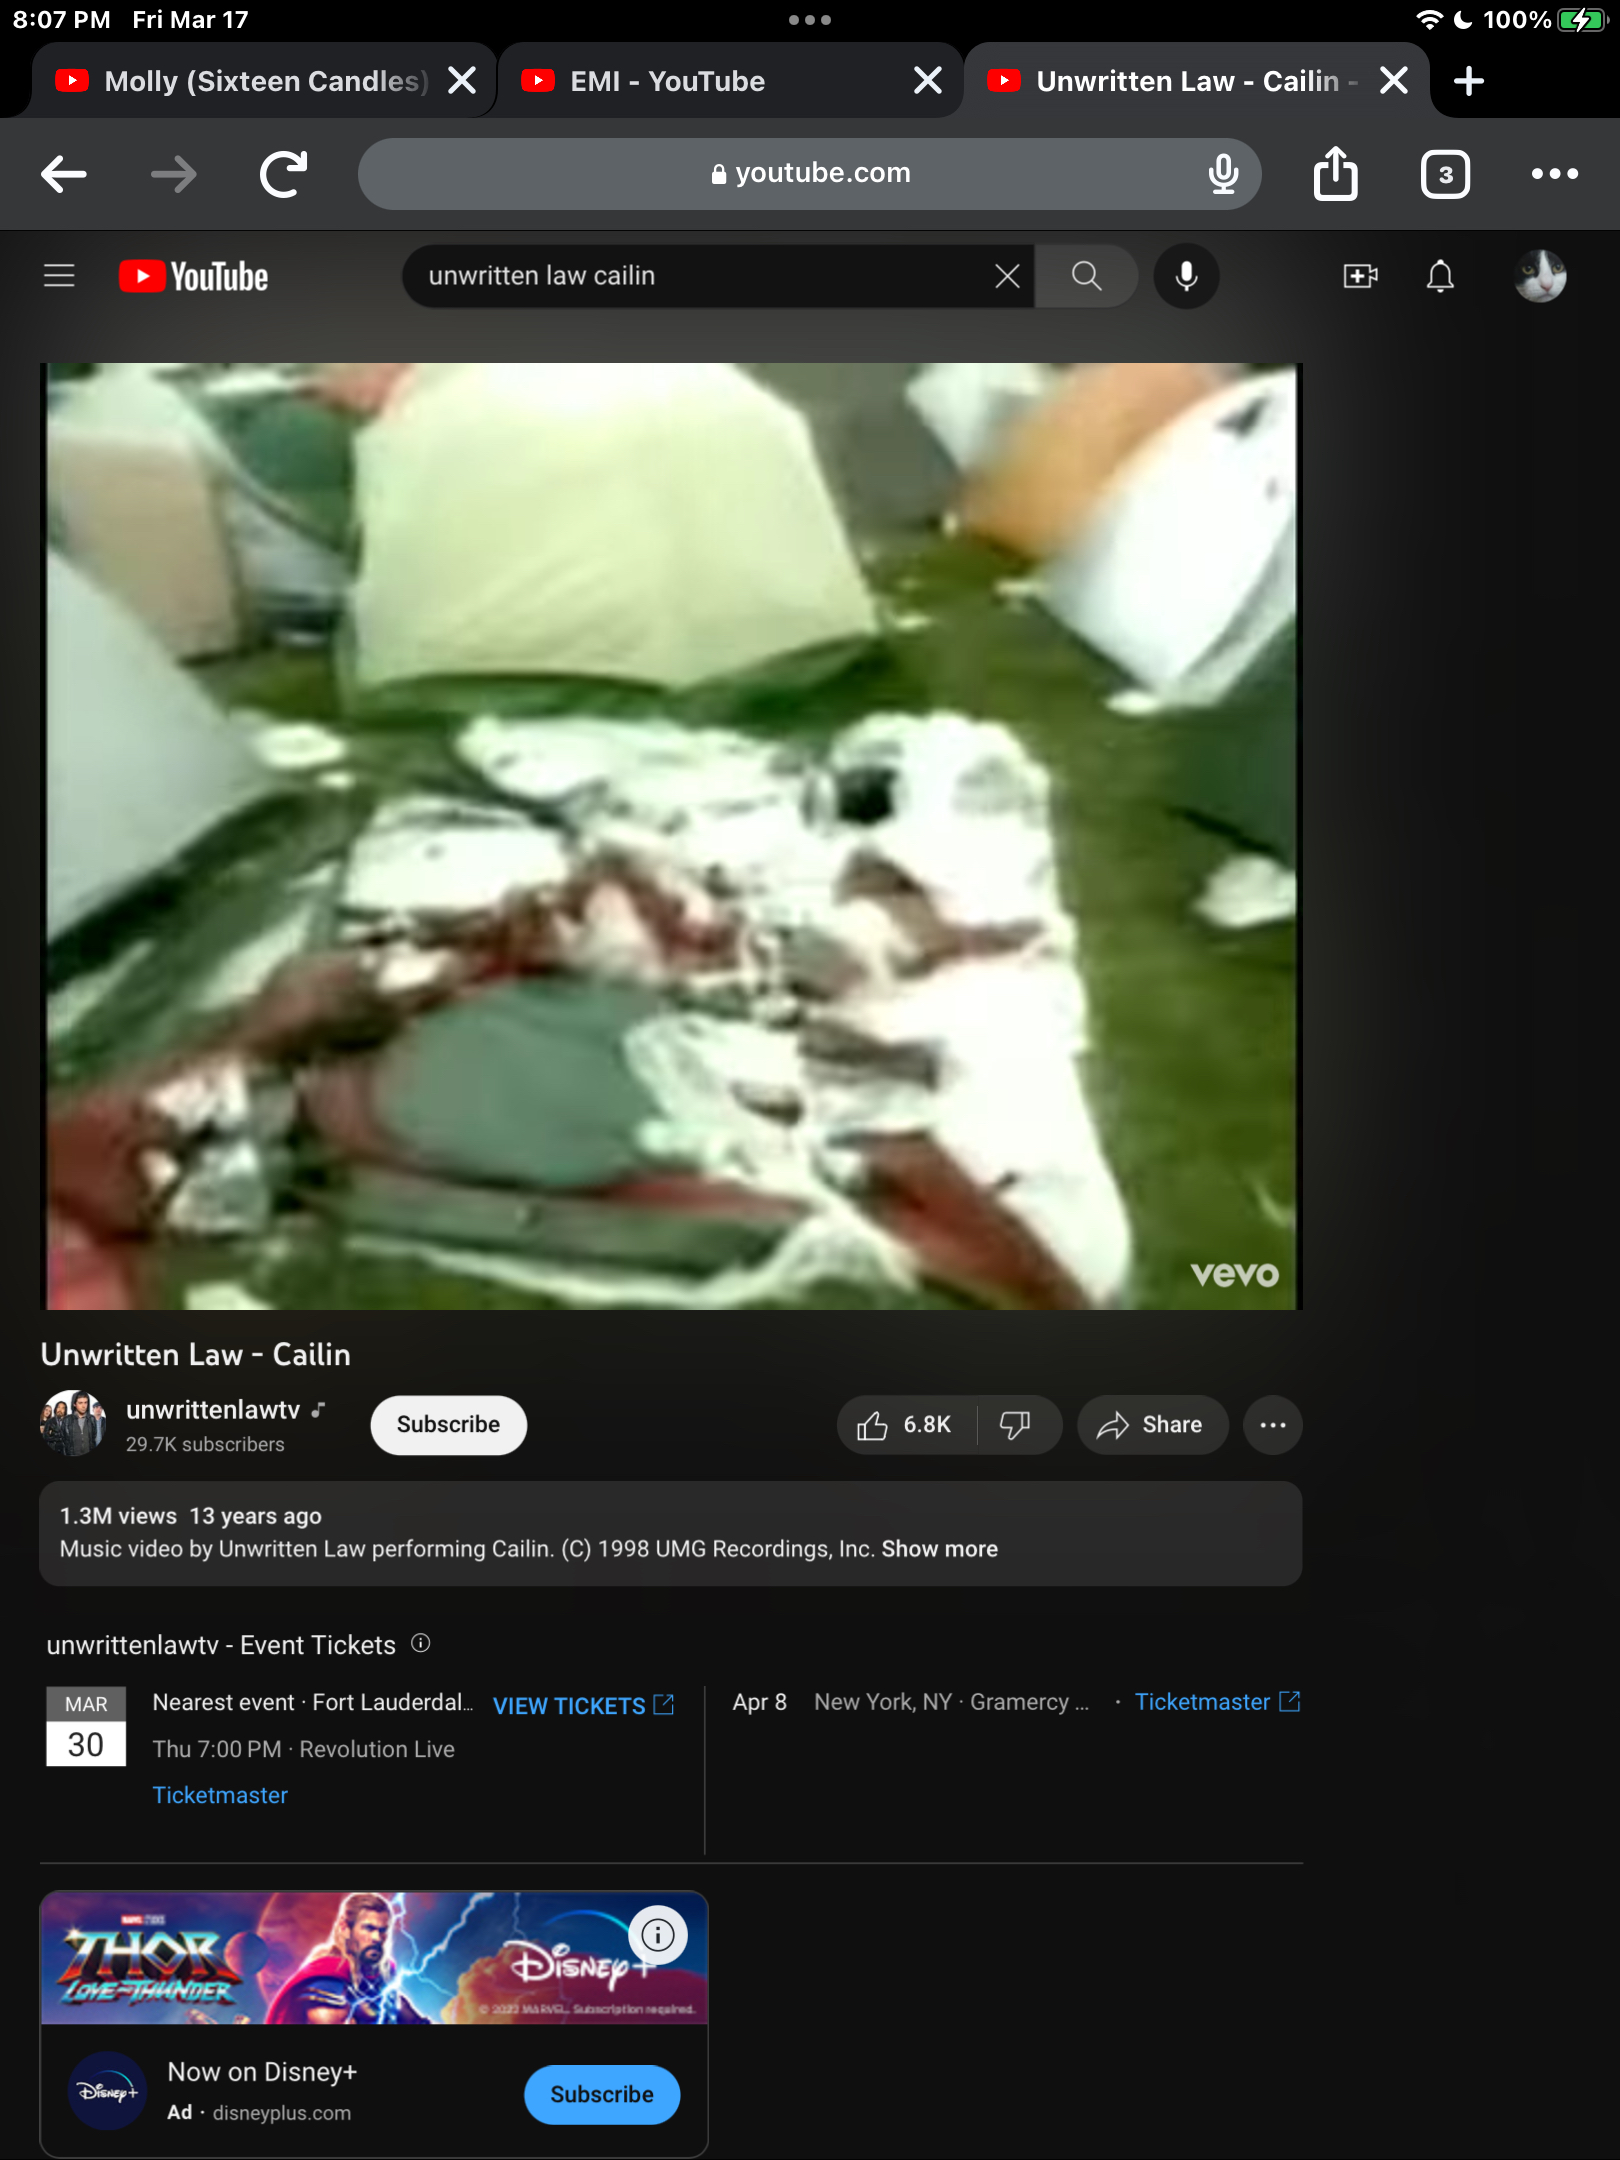 8:07 PM Fri Mar 17
100%
Molly (Sixteen Candles)
EMI - YouTube
Unwritten Law - Cailin -
youtube.com
3
YouTube
unwritten law cailin
vevo
Unwritten Law - Cailin
unwrittenlawtv
29.7K subscribers
Subscribe
6.8K
Share
1.3M views 13 years ago
Music video by Unwritten Law performing Cailin. (C) 1998 UMG Recordings, Inc. Show more
unwrittenlawtv - Event Tickets
MAR
30
Nearest event · Fort Lauderdal...
VIEW TICKETS
Thu 7:00 PM · Revolution Live
Ticketmaster
Apr 8 New York, NY · Gramercy ... · Ticketmaster
THOR
LOVE AND THUNDER
Disney+
© 2022 MARVEL. Subscription required.
Disney+
Now on Disney+
Ad · disneyplus.com
Subscribe